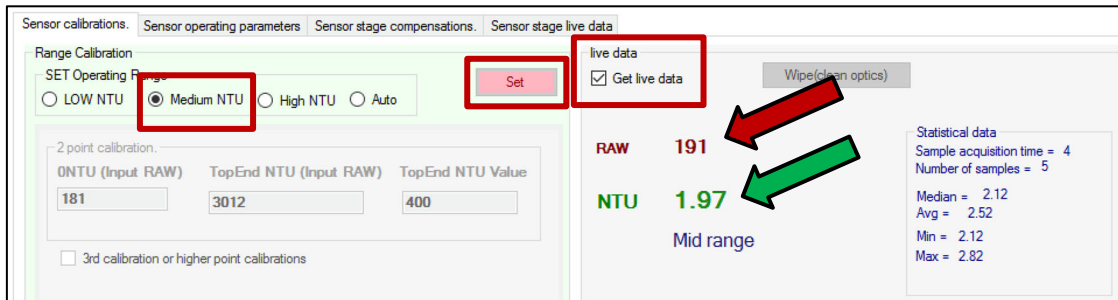 Sensor calibrations. Sensor operating parameters Sensor stage compensations. Sensor stage live data
Range Calibration
SET Operating Range
LOW NTU Medium NTU High NTU Auto
Set
2 point calibration.
0NTU (Input RAW) TopEnd NTU (Input RAW) TopEnd NTU Value
181 3012 400
3rd calibration or higher point calibrations
live data
Get live data
Wipe(clean optics)
RAW 191
NTU 1.97
Mid range
Statistical data
Sample acquisition time = 4
Number of samples = 5
Median = 2.12
Avg = 2.52
Min = 2.12
Max = 2.82